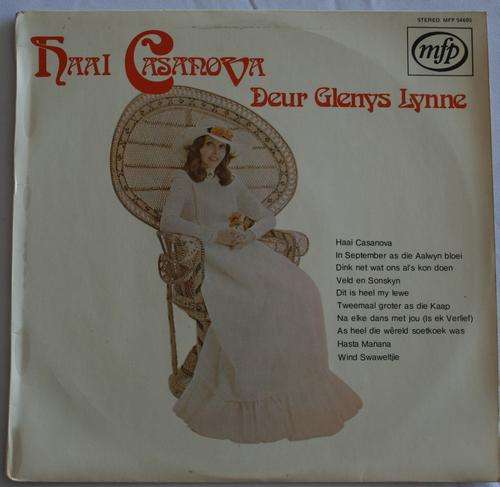 STEREO MFP 54695
mfp
Haai Casanova
Deur Glenys Lynne
Haai Casanova
In September as die Aalwyn bloei
Dink net wat ons al's kon doen
Veld en Sonskyn
Dit is heel my lewe
Tweemaal groter as die Kaap
Na elke dans met jou (Is ek Verlief)
As heel die wêreld soetkoek was
Hasta Mañana
Wind Swaweltjie